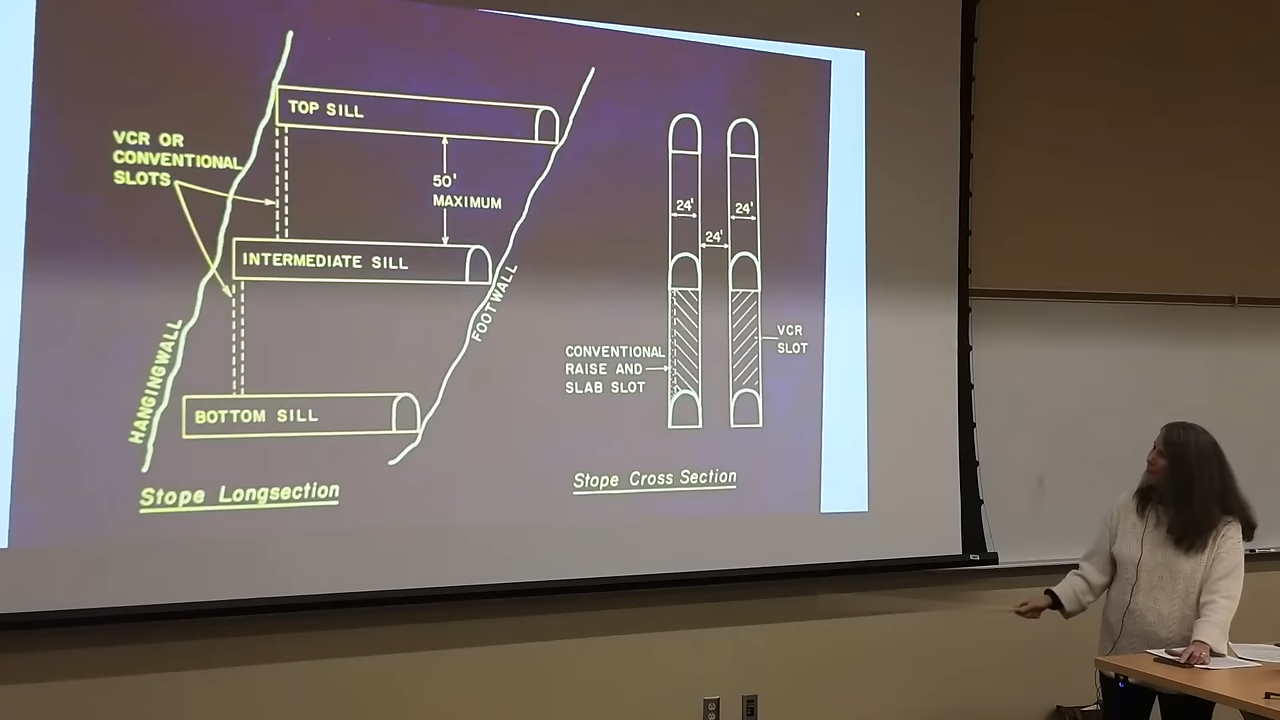 TOP SILL
VCR OR
CONVENTIONAL
SLOTS
50'
MAXIMUM
INTERMEDIATE SILL
FOOTWALL
HANGINGWALL
BOTTOM SILL
Stope Longsection
24'
24'
24'
CONVENTIONAL
RAISE AND
SLAB SLOT
VCR
SLOT
Stope Cross Section